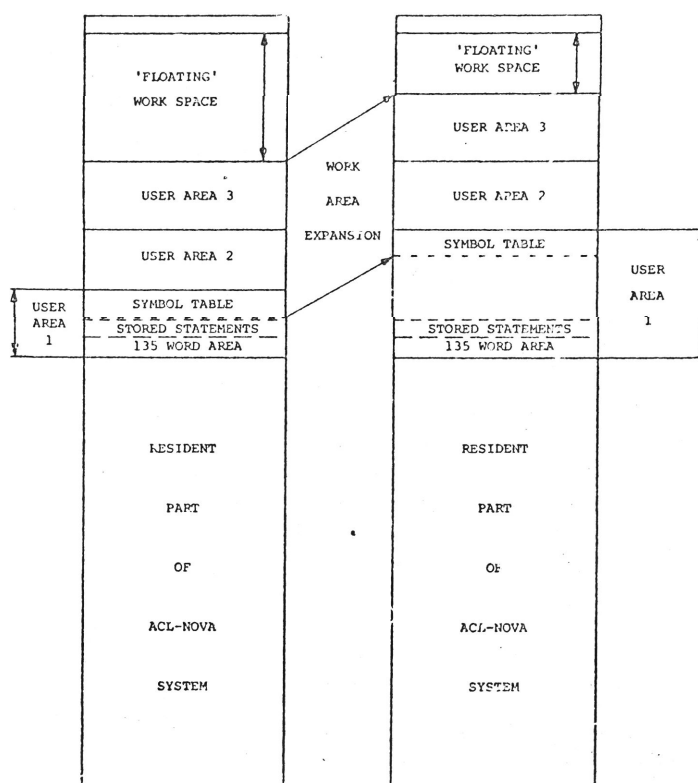 'FLOATING'
WORK SPACE
USER AREA 3
USER AREA 2
SYMBOL TABLE
STORED STATEMENTS
135 WORD AREA
USER
AREA
1
RESIDENT
PART
OF
ACL-NOVA
SYSTEM
WORK
AREA
EXPANSION
'FLOATING'
WORK SPACE
USER AREA 3
USER AREA 2
SYMBOL TABLE
STORED STATEMENTS
135 WORD AREA
USER
AREA
1
RESIDENT
PART
OF
ACL-NOVA
SYSTEM